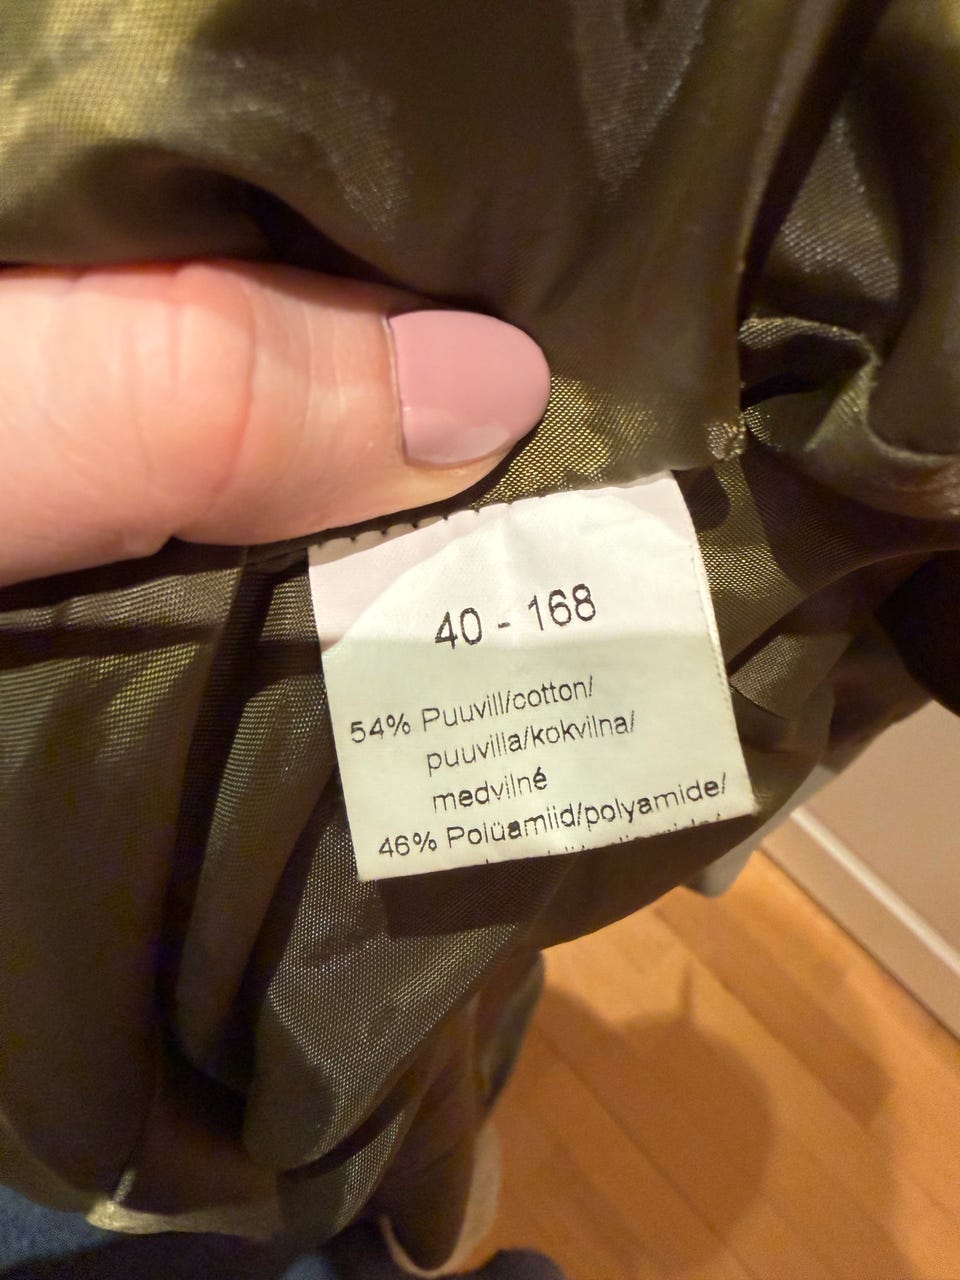 40 - 168
54% Puuvill/cotton/
puuvilla/kokvilna/
medvilné
46% Polüamiid/polyamide/